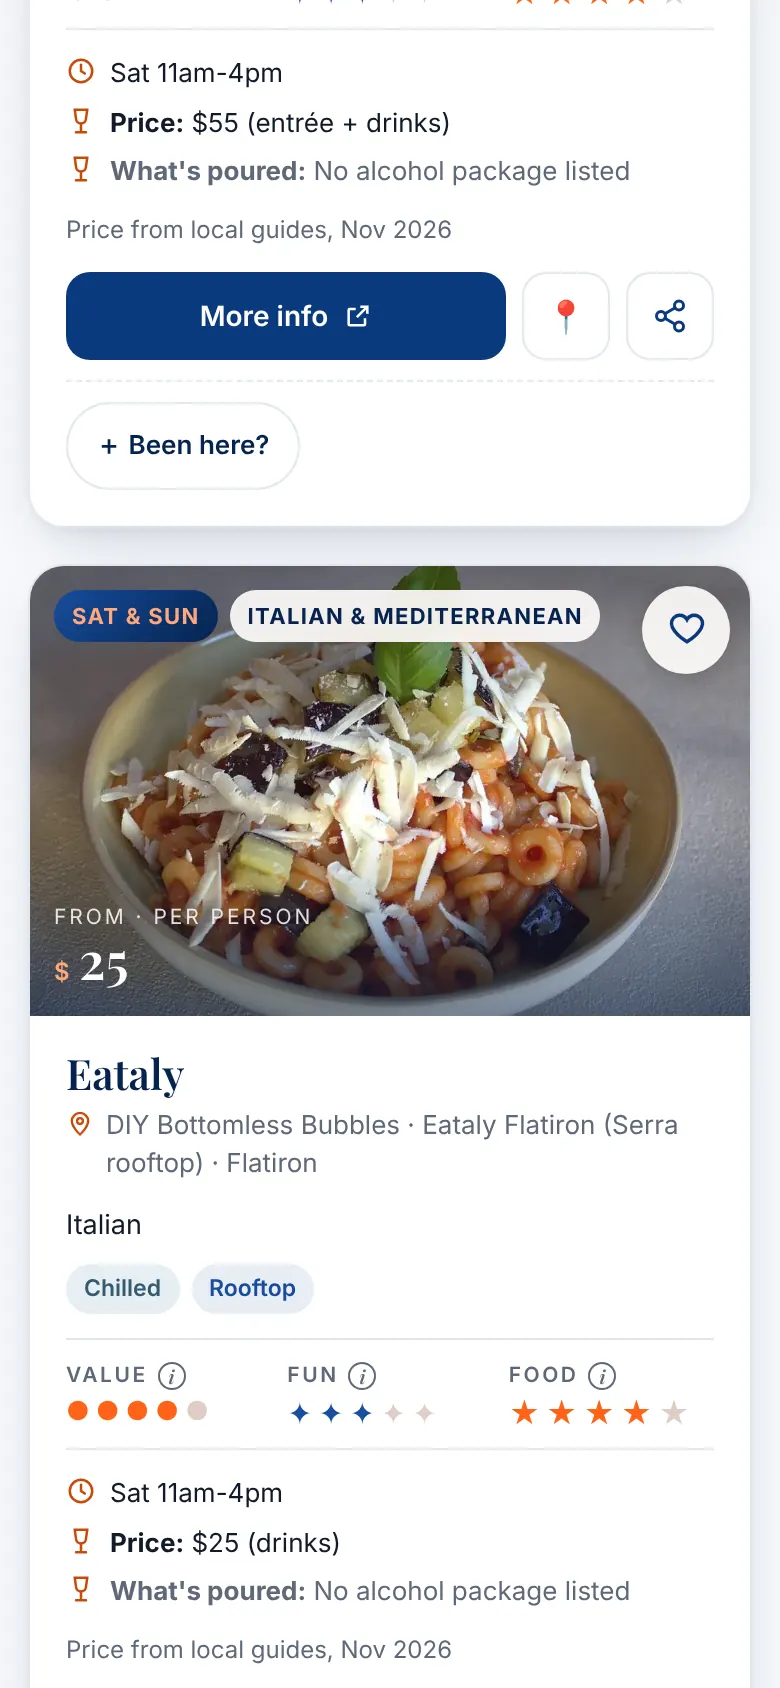 Sat 11am-4pm
Price: $55 (entrée + drinks)
What's poured: No alcohol package listed
Price from local guides, Nov 2026
More info
+ Been here?
SAT & SUN
ITALIAN & MEDITERRANEAN
FROM · PER PERSON
$ 25
Eataly
DIY Bottomless Bubbles · Eataly Flatiron (Serra
rooftop) · Flatiron
Italian
Chilled
Rooftop
VALUE i
FUN i
FOOD i
Sat 11am-4pm
Price: $25 (drinks)
What's poured: No alcohol package listed
Price from local guides, Nov 2026